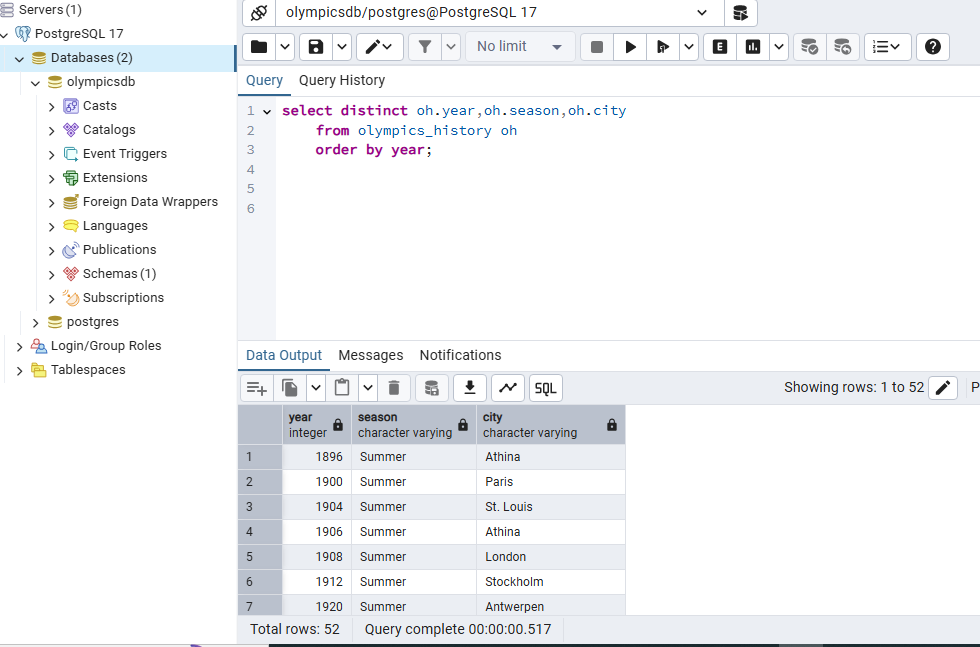 Servers (1)
PostgreSQL 17
Databases (2)
olympicsdb
Casts
Catalogs
Event Triggers
Extensions
Foreign Data Wrappers
Languages
Publications
Schemas (1)
Subscriptions
postgres
Login/Group Roles
Tablespaces
olympicsdb/postgres@PostgreSQL 17
No limit
E
Query Query History
1 select distinct oh.year,oh.season,oh.city
2 from olympics_history oh
3 order by year;
4
5
6
Data Output Messages Notifications
SQL Showing rows: 1 to 52 P
year season city
integer character varying character varying
1 1896 Summer Athina
2 1900 Summer Paris
3 1904 Summer St. Louis
4 1906 Summer Athina
5 1908 Summer London
6 1912 Summer Stockholm
7 1920 Summer Antwerpen
Total rows: 52 Query complete 00:00:00.517